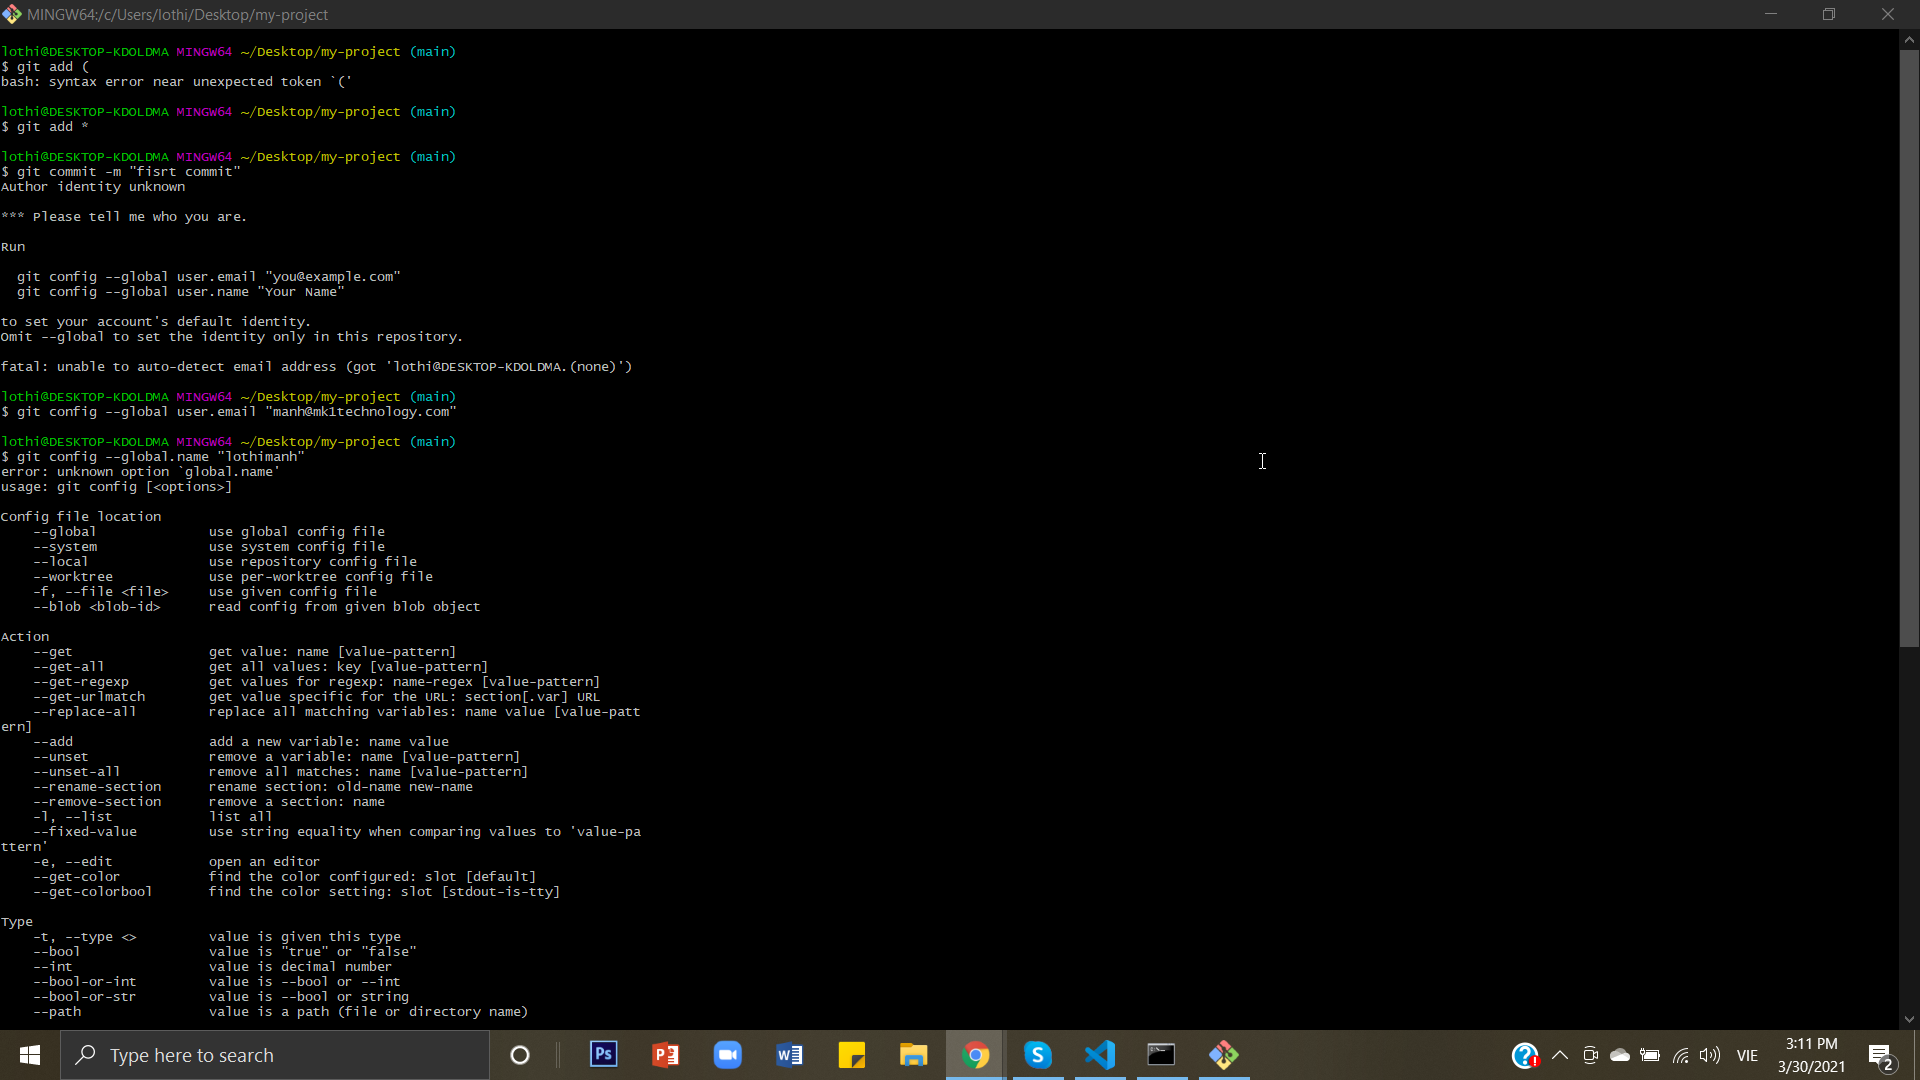 MINGW64:/c/Users/lothi/Desktop/my-project
lothi@DESKTOP-KDOLDMA MINGW64 ~/Desktop/my-project (main)
$ git add (
bash: syntax error near unexpected token `('
lothi@DESKTOP-KDOLDMA MINGW64 ~/Desktop/my-project (main)
$ git add *
lothi@DESKTOP-KDOLDMA MINGW64 ~/Desktop/my-project (main)
$ git commit -m "fisrt commit"
Author identity unknown
*** Please tell me who you are.
Run
  git config --global user.email "you@example.com"
  git config --global user.name "Your Name"
to set your account's default identity.
Omit --global to set the identity only in this repository.
fatal: unable to auto-detect email address (got 'lothi@DESKTOP-KDOLDMA.(none)')
lothi@DESKTOP-KDOLDMA MINGW64 ~/Desktop/my-project (main)
$ git config --global user.email "manh@mk1technology.com"
lothi@DESKTOP-KDOLDMA MINGW64 ~/Desktop/my-project (main)
$ git config --global.name "lothimanh"
error: unknown option `global.name'
usage: git config [<options>]
Config file location
    --global              use global config file
    --system              use system config file
    --local               use repository config file
    --worktree            use per-worktree config file
    -f, --file <file>     use given config file
    --blob <blob-id>      read config from given blob object
Action
    --get                 get value: name [value-pattern]
    --get-all             get all values: key [value-pattern]
    --get-regexp          get values for regexp: name-regex [value-pattern]
    --get-urlmatch        get value specific for the URL: section[.var] URL
    --replace-all         replace all matching variables: name value [value-patt
ern]
    --add                 add a new variable: name value
    --unset               remove a variable: name [value-pattern]
    --unset-all           remove all matches: name [value-pattern]
    --rename-section      rename section: old-name new-name
    --remove-section      remove a section: name
    -l, --list            list all
    --fixed-value         use string equality when comparing values to 'value-pa
ttern'
    -e, --edit            open an editor
    --get-color           find the color configured: slot [default]
    --get-colorbool       find the color setting: slot [stdout-is-tty]
Type
    -t, --type <>         value is given this type
    --bool                value is "true" or "false"
    --int                 value is decimal number
    --bool-or-int         value is --bool or --int
    --bool-or-str         value is --bool or string
    --path                value is a path (file or directory name)
Type here to search
Ps
VIE
3:11 PM
3/30/2021
2